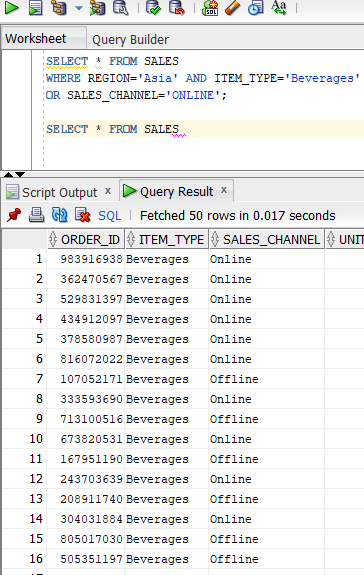 SQL
Aa
Worksheet Query Builder
SELECT * FROM SALES
WHERE REGION='Asia' AND ITEM_TYPE='Beverages'
OR SALES_CHANNEL='ONLINE';
SELECT * FROM SALES
Script Output x Query Result x
SQL | Fetched 50 rows in 0.017 seconds
ORDER_ID ITEM_TYPE SALES_CHANNEL UNIT
1 983916938 Beverages Online
2 362470567 Beverages Online
3 529831397 Beverages Online
4 434912097 Beverages Online
5 378580987 Beverages Online
6 816072022 Beverages Online
7 107052171 Beverages Offline
8 333593690 Beverages Online
9 713100516 Beverages Offline
10 673820531 Beverages Online
11 167951190 Beverages Offline
12 243703639 Beverages Online
13 208911740 Beverages Offline
14 304031884 Beverages Online
15 805017030 Beverages Offline
16 505351197 Beverages Offline